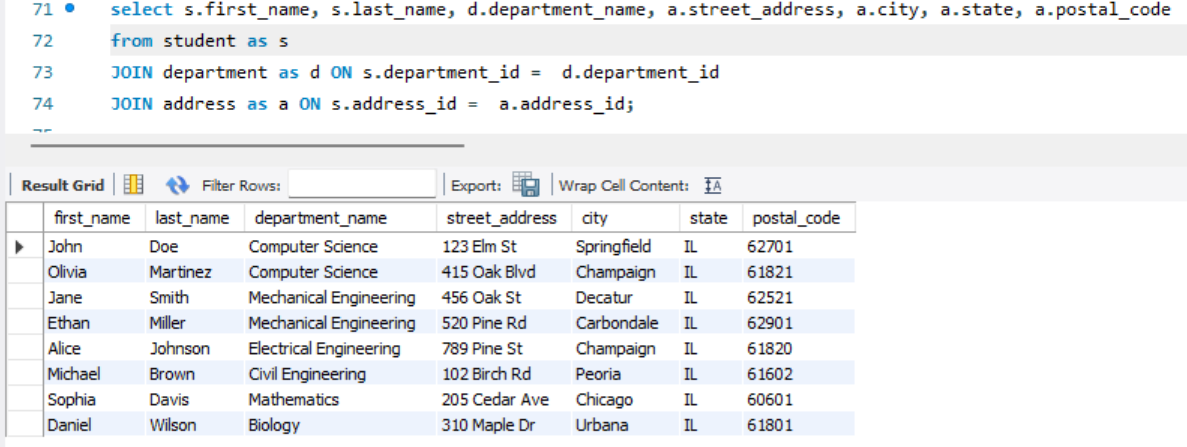 71 select s.first_name, s.last_name, d.department_name, a.street_address, a.city, a.state, a.postal_code
72 from student as s
73 JOIN department as d ON s.department_id =  d.department_id
74 JOIN address as a ON s.address_id =  a.address_id;
Result Grid Filter Rows: Export: Wrap Cell Content: IA
first_name last_name department_name street_address city state postal_code
John Doe Computer Science 123 Elm St Springfield IL 62701
Olivia Martinez Computer Science 415 Oak Blvd Champaign IL 61821
Jane Smith Mechanical Engineering 456 Oak St Decatur IL 62521
Ethan Miller Mechanical Engineering 520 Pine Rd Carbondale IL 62901
Alice Johnson Electrical Engineering 789 Pine St Champaign IL 61820
Michael Brown Civil Engineering 102 Birch Rd Peoria IL 61602
Sophia Davis Mathematics 205 Cedar Ave Chicago IL 60601
Daniel Wilson Biology 310 Maple Dr Urbana IL 61801